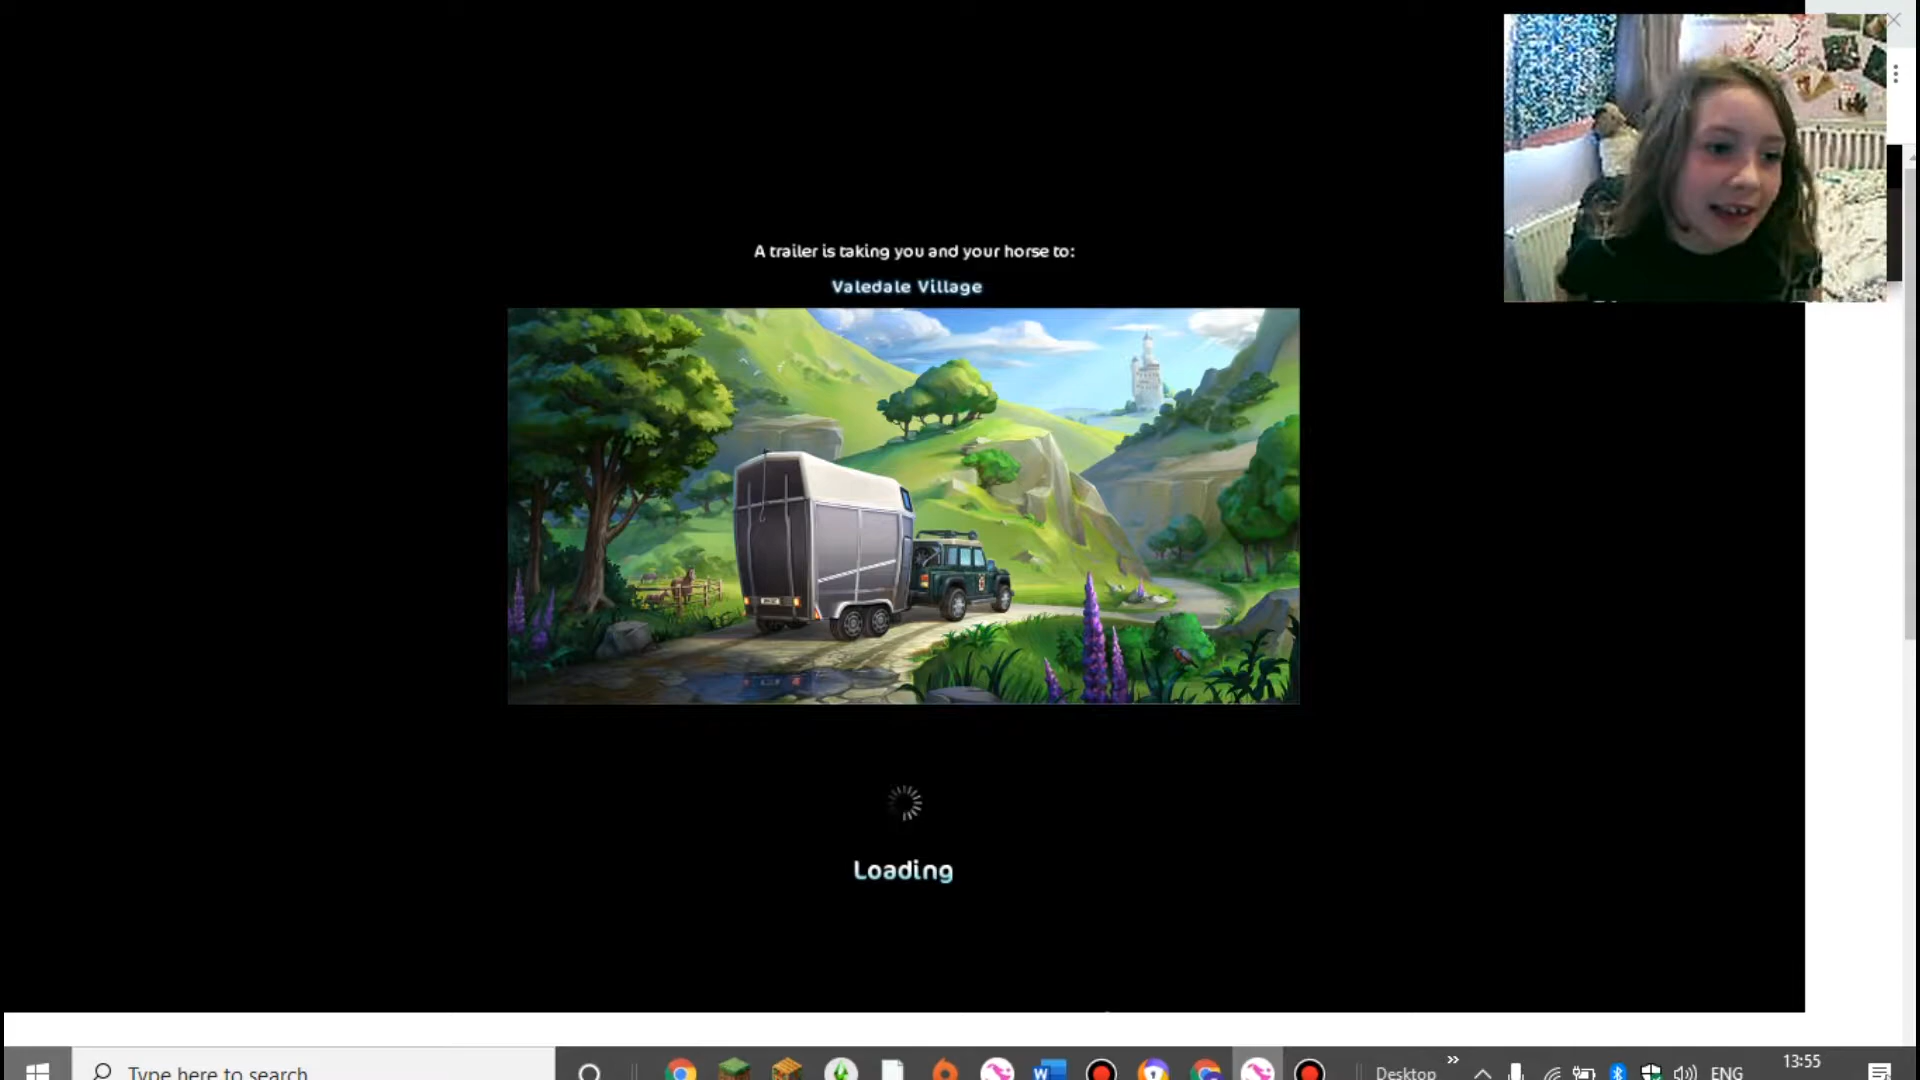 A trailer is taking you and your horse to:
Valedale Village
Loading
Type here to search
Desktop
ENG
13:55